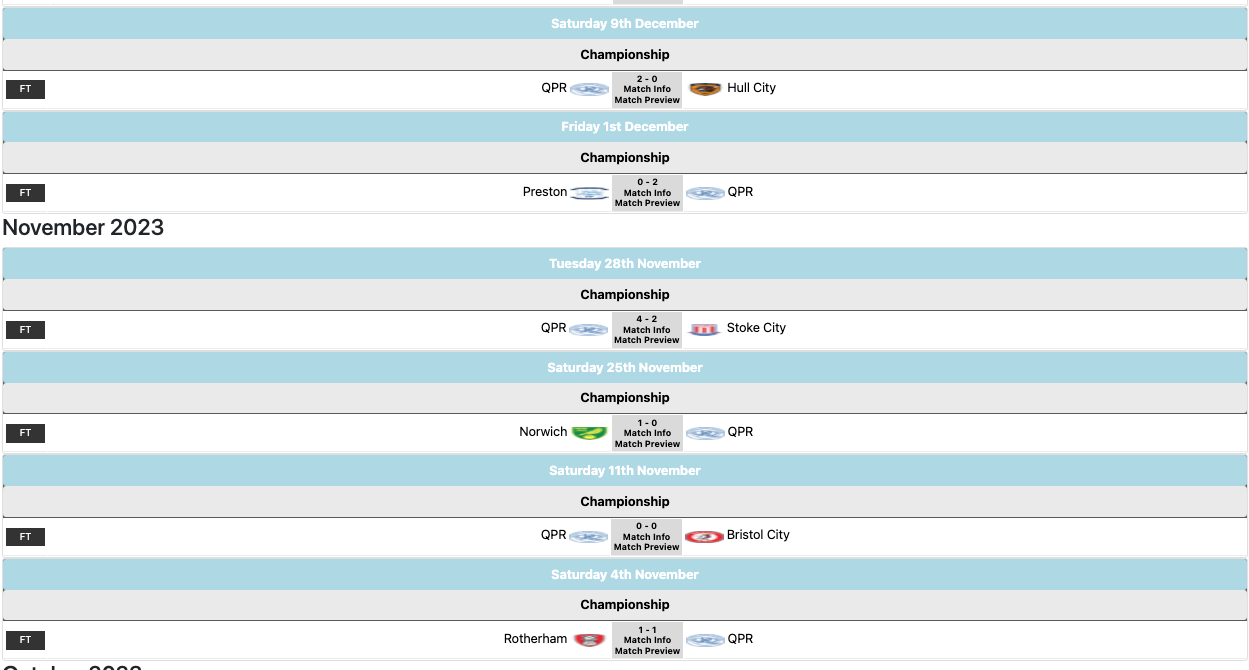 Saturday 9th December
Championship
FT QPR 2 - 0 Hull City
Match Info
Match Preview
Friday 1st December
Championship
FT Preston 0 - 2 QPR
Match Info
Match Preview
November 2023
Tuesday 28th November
Championship
FT QPR 4 - 2 Stoke City
Match Info
Match Preview
Saturday 25th November
Championship
FT Norwich 1 - 0 QPR
Match Info
Match Preview
Saturday 11th November
Championship
FT QPR 0 - 0 Bristol City
Match Info
Match Preview
Saturday 4th November
Championship
FT Rotherham 1 - 1 QPR
Match Info
Match Preview